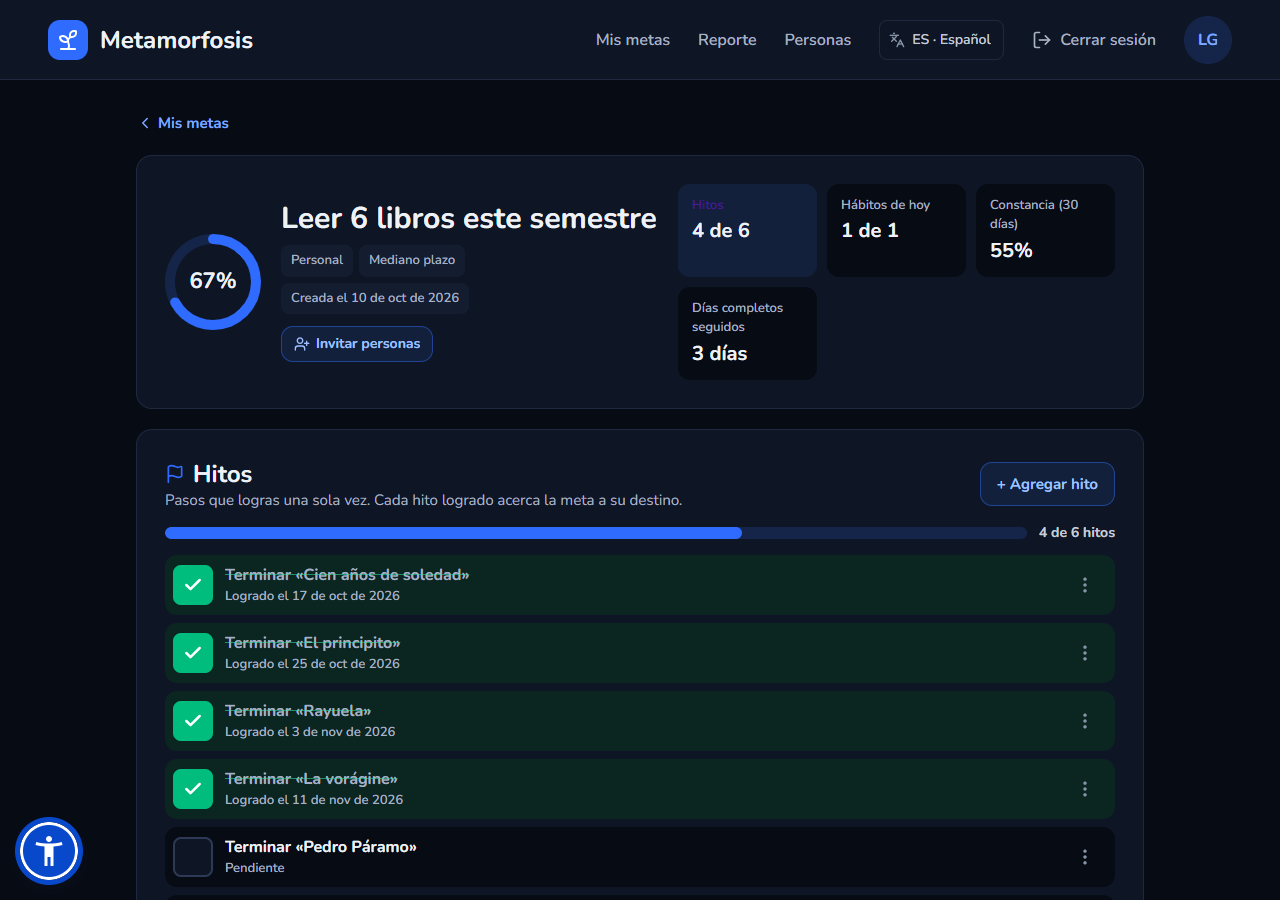 Metamorfosis
Mis metas
Reporte
Personas
ES · Español
Cerrar sesión
LG
Mis metas
67%
Leer 6 libros este semestre
Personal
Mediano plazo
Creada el 10 de oct de 2026
Invitar personas
Hitos
4 de 6
Hábitos de hoy
1 de 1
Constancia (30
días)
55%
Días completos
seguidos
3 días
Hitos
Pasos que logras una sola vez. Cada hito logrado acerca la meta a su destino.
+ Agregar hito
4 de 6 hitos
Terminar «Cien años de soledad»
Logrado el 17 de oct de 2026
Terminar «El principito»
Logrado el 25 de oct de 2026
Terminar «Rayuela»
Logrado el 3 de nov de 2026
Terminar «La vorágine»
Logrado el 11 de nov de 2026
Terminar «Pedro Páramo»
Pendiente